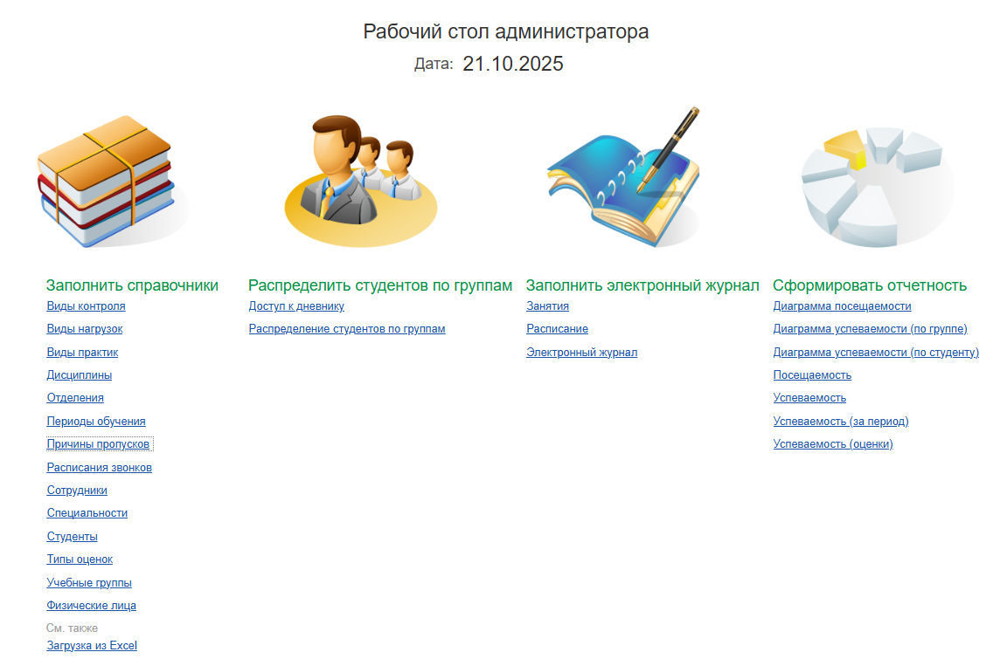 Рабочий стол администратора
Дата: 21.10.2025
Заполнить справочники
Виды контроля
Виды нагрузок
Виды практик
Дисциплины
Отделения
Периоды обучения
Причины пропусков
Расписания звонков
Сотрудники
Специальности
Студенты
Типы оценок
Учебные группы
Физические лица
См. также
Загрузка из Excel
Распределить студентов по группам
Доступ к дневнику
Распределение студентов по группам
Заполнить электронный журнал
Занятия
Расписание
Электронный журнал
Сформировать отчетность
Диаграмма посещаемости
Диаграмма успеваемости (по группе)
Диаграмма успеваемости (по студенту)
Посещаемость
Успеваемость
Успеваемость (за период)
Успеваемость (оценки)